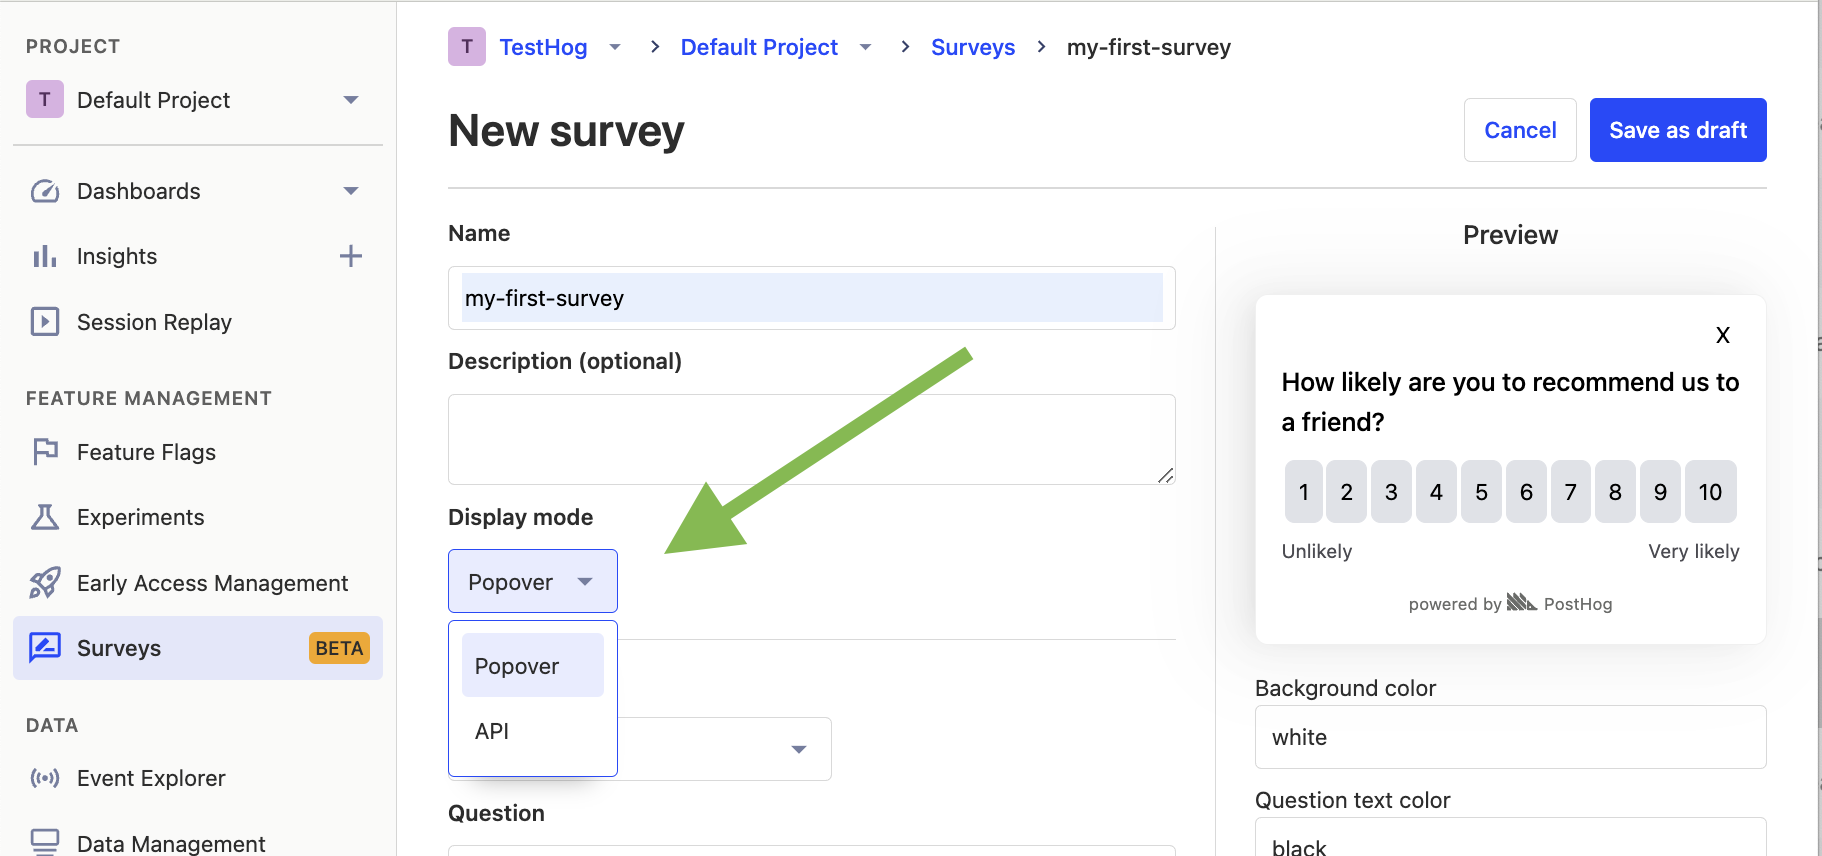 PROJECT
T Default Project
Dashboards
Insights
Session Replay
FEATURE MANAGEMENT
Feature Flags
Experiments
Early Access Management
Surveys BETA
DATA
Event Explorer
Data Management
T TestHog > Default Project > Surveys > my-first-survey
New survey
Cancel
Save as draft
Name
my-first-survey
Description (optional)
Display mode
Popover
Popover
API
Question
Preview
X
How likely are you to recommend us to
a friend?
1 2 3 4 5 6 7 8 9 10
Unlikely Very likely
powered by PostHog
Background color
white
Question text color
black